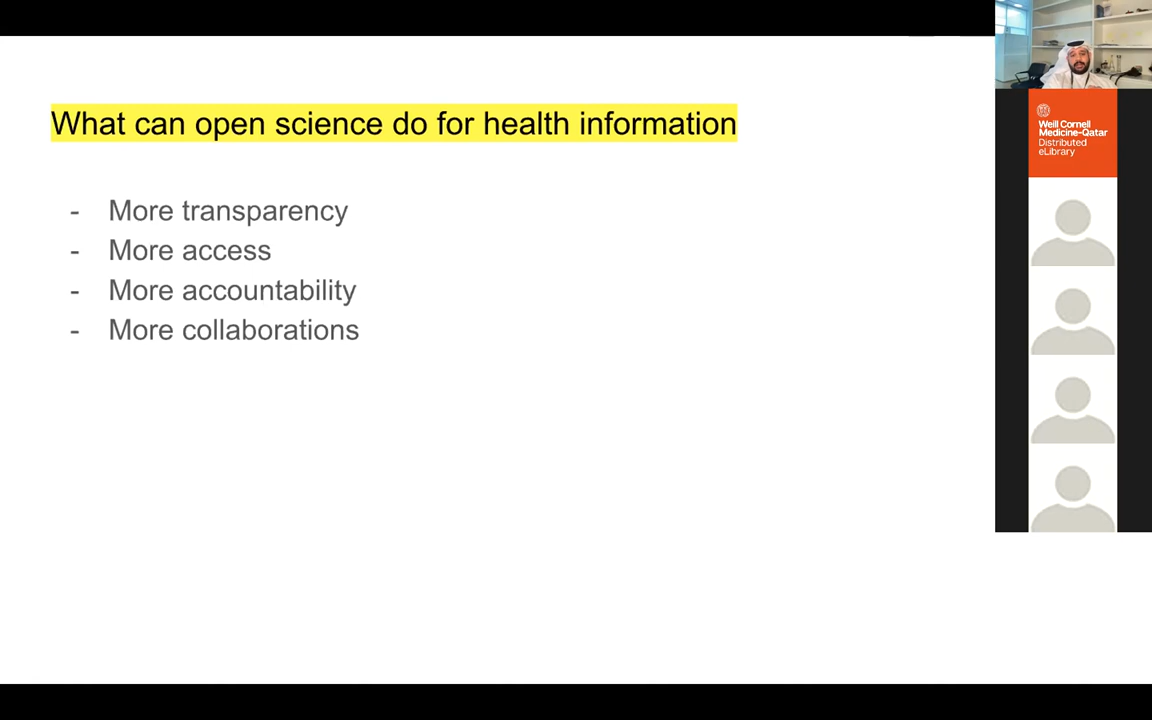 What can open science do for health information
- More transparency
- More access
- More accountability
- More collaborations
Weill Cornell
Medicine-Qatar
Distributed
eLibrary